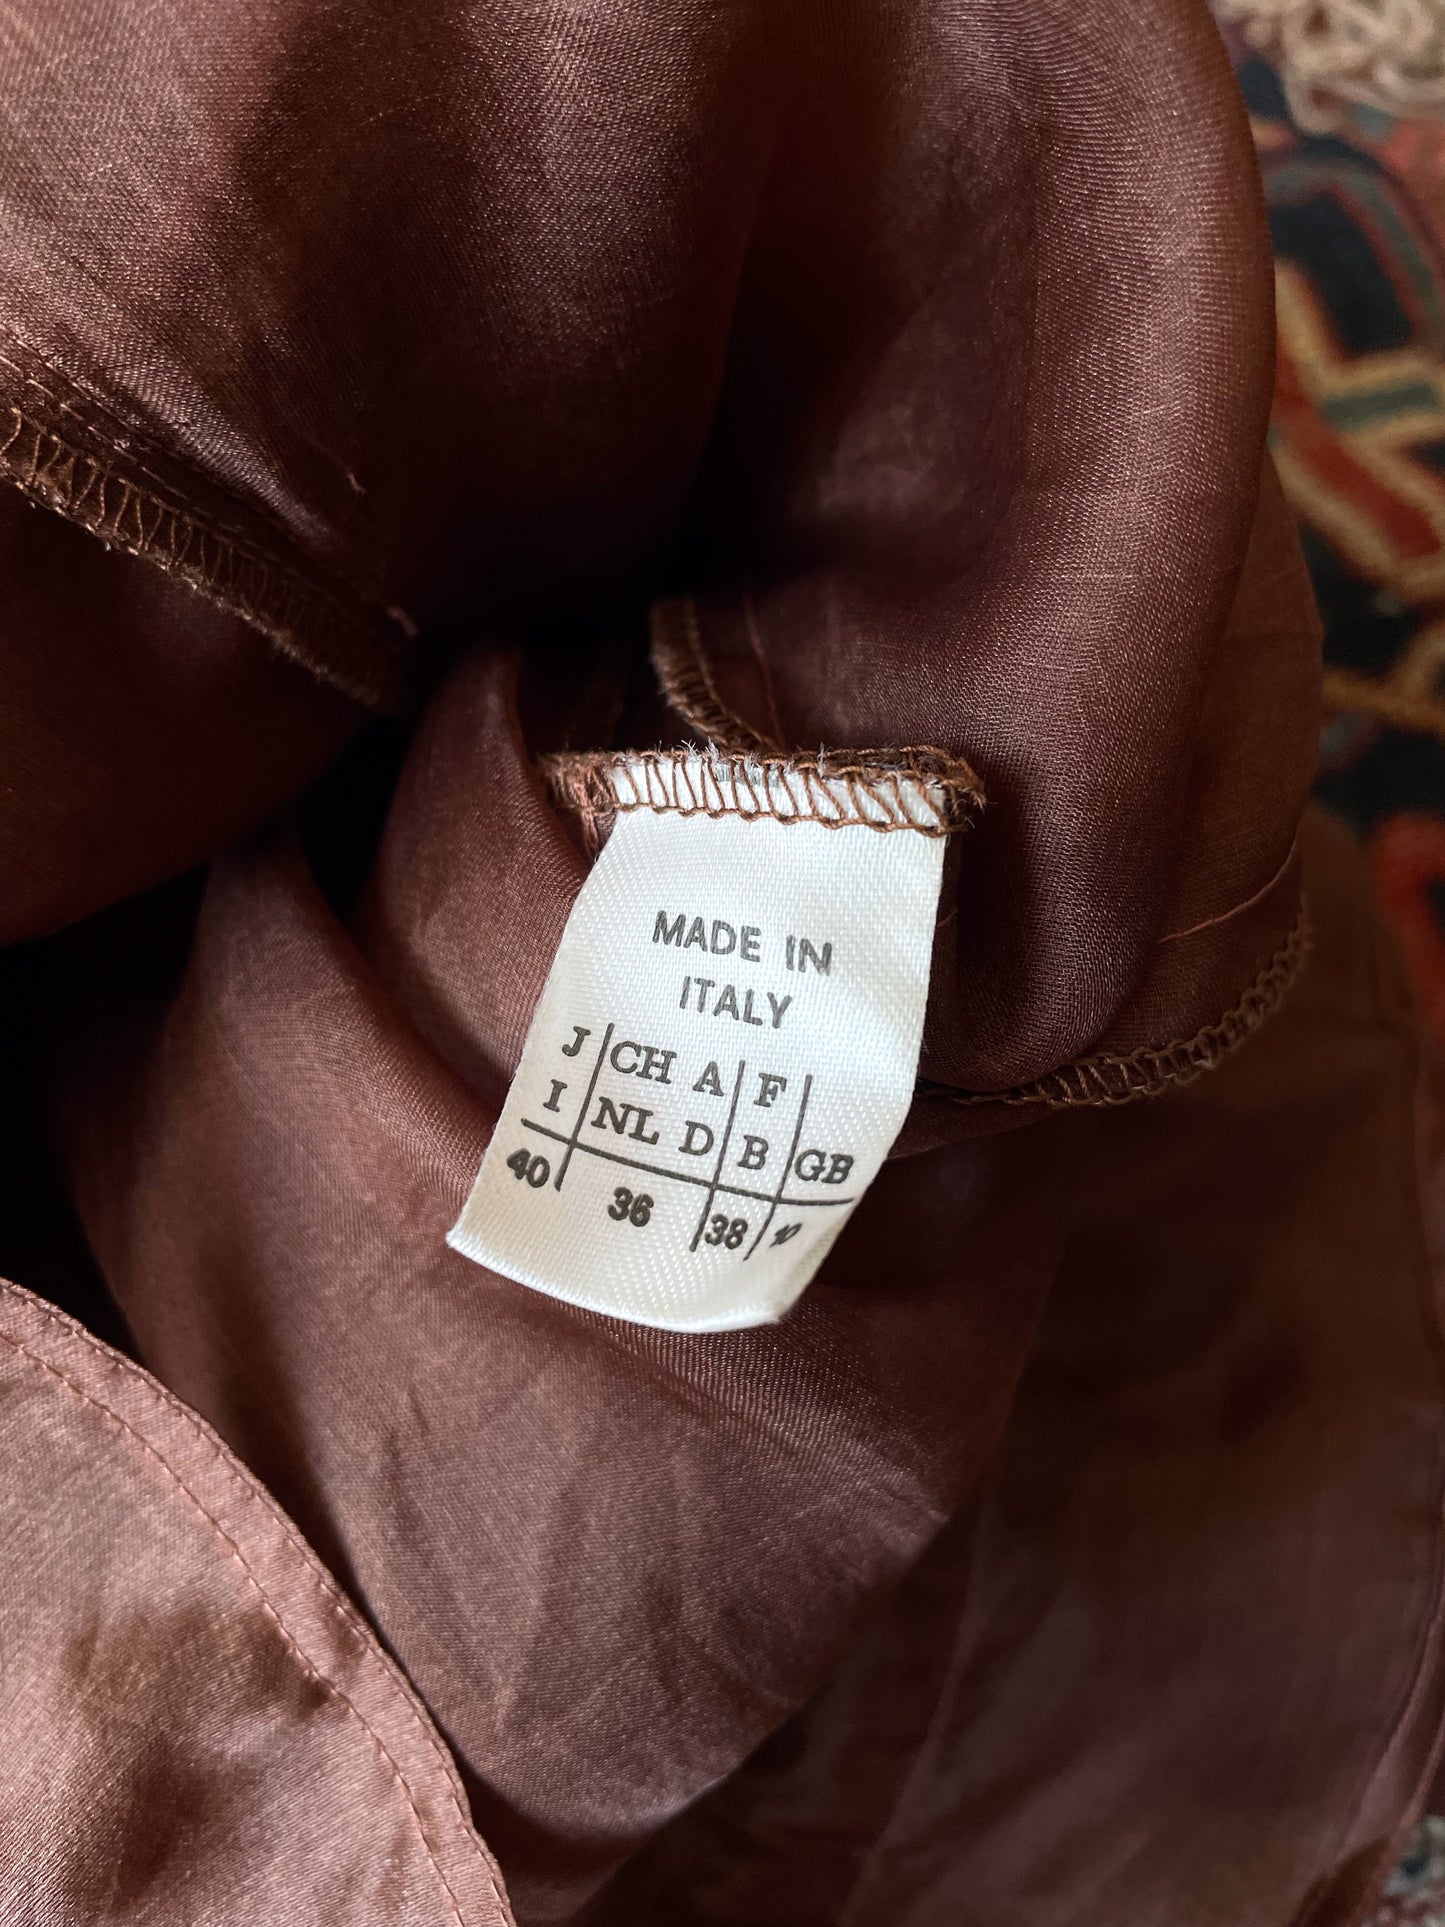 MADE IN
ITALY
J CH A F
I NL D B GB
40 36 38 10